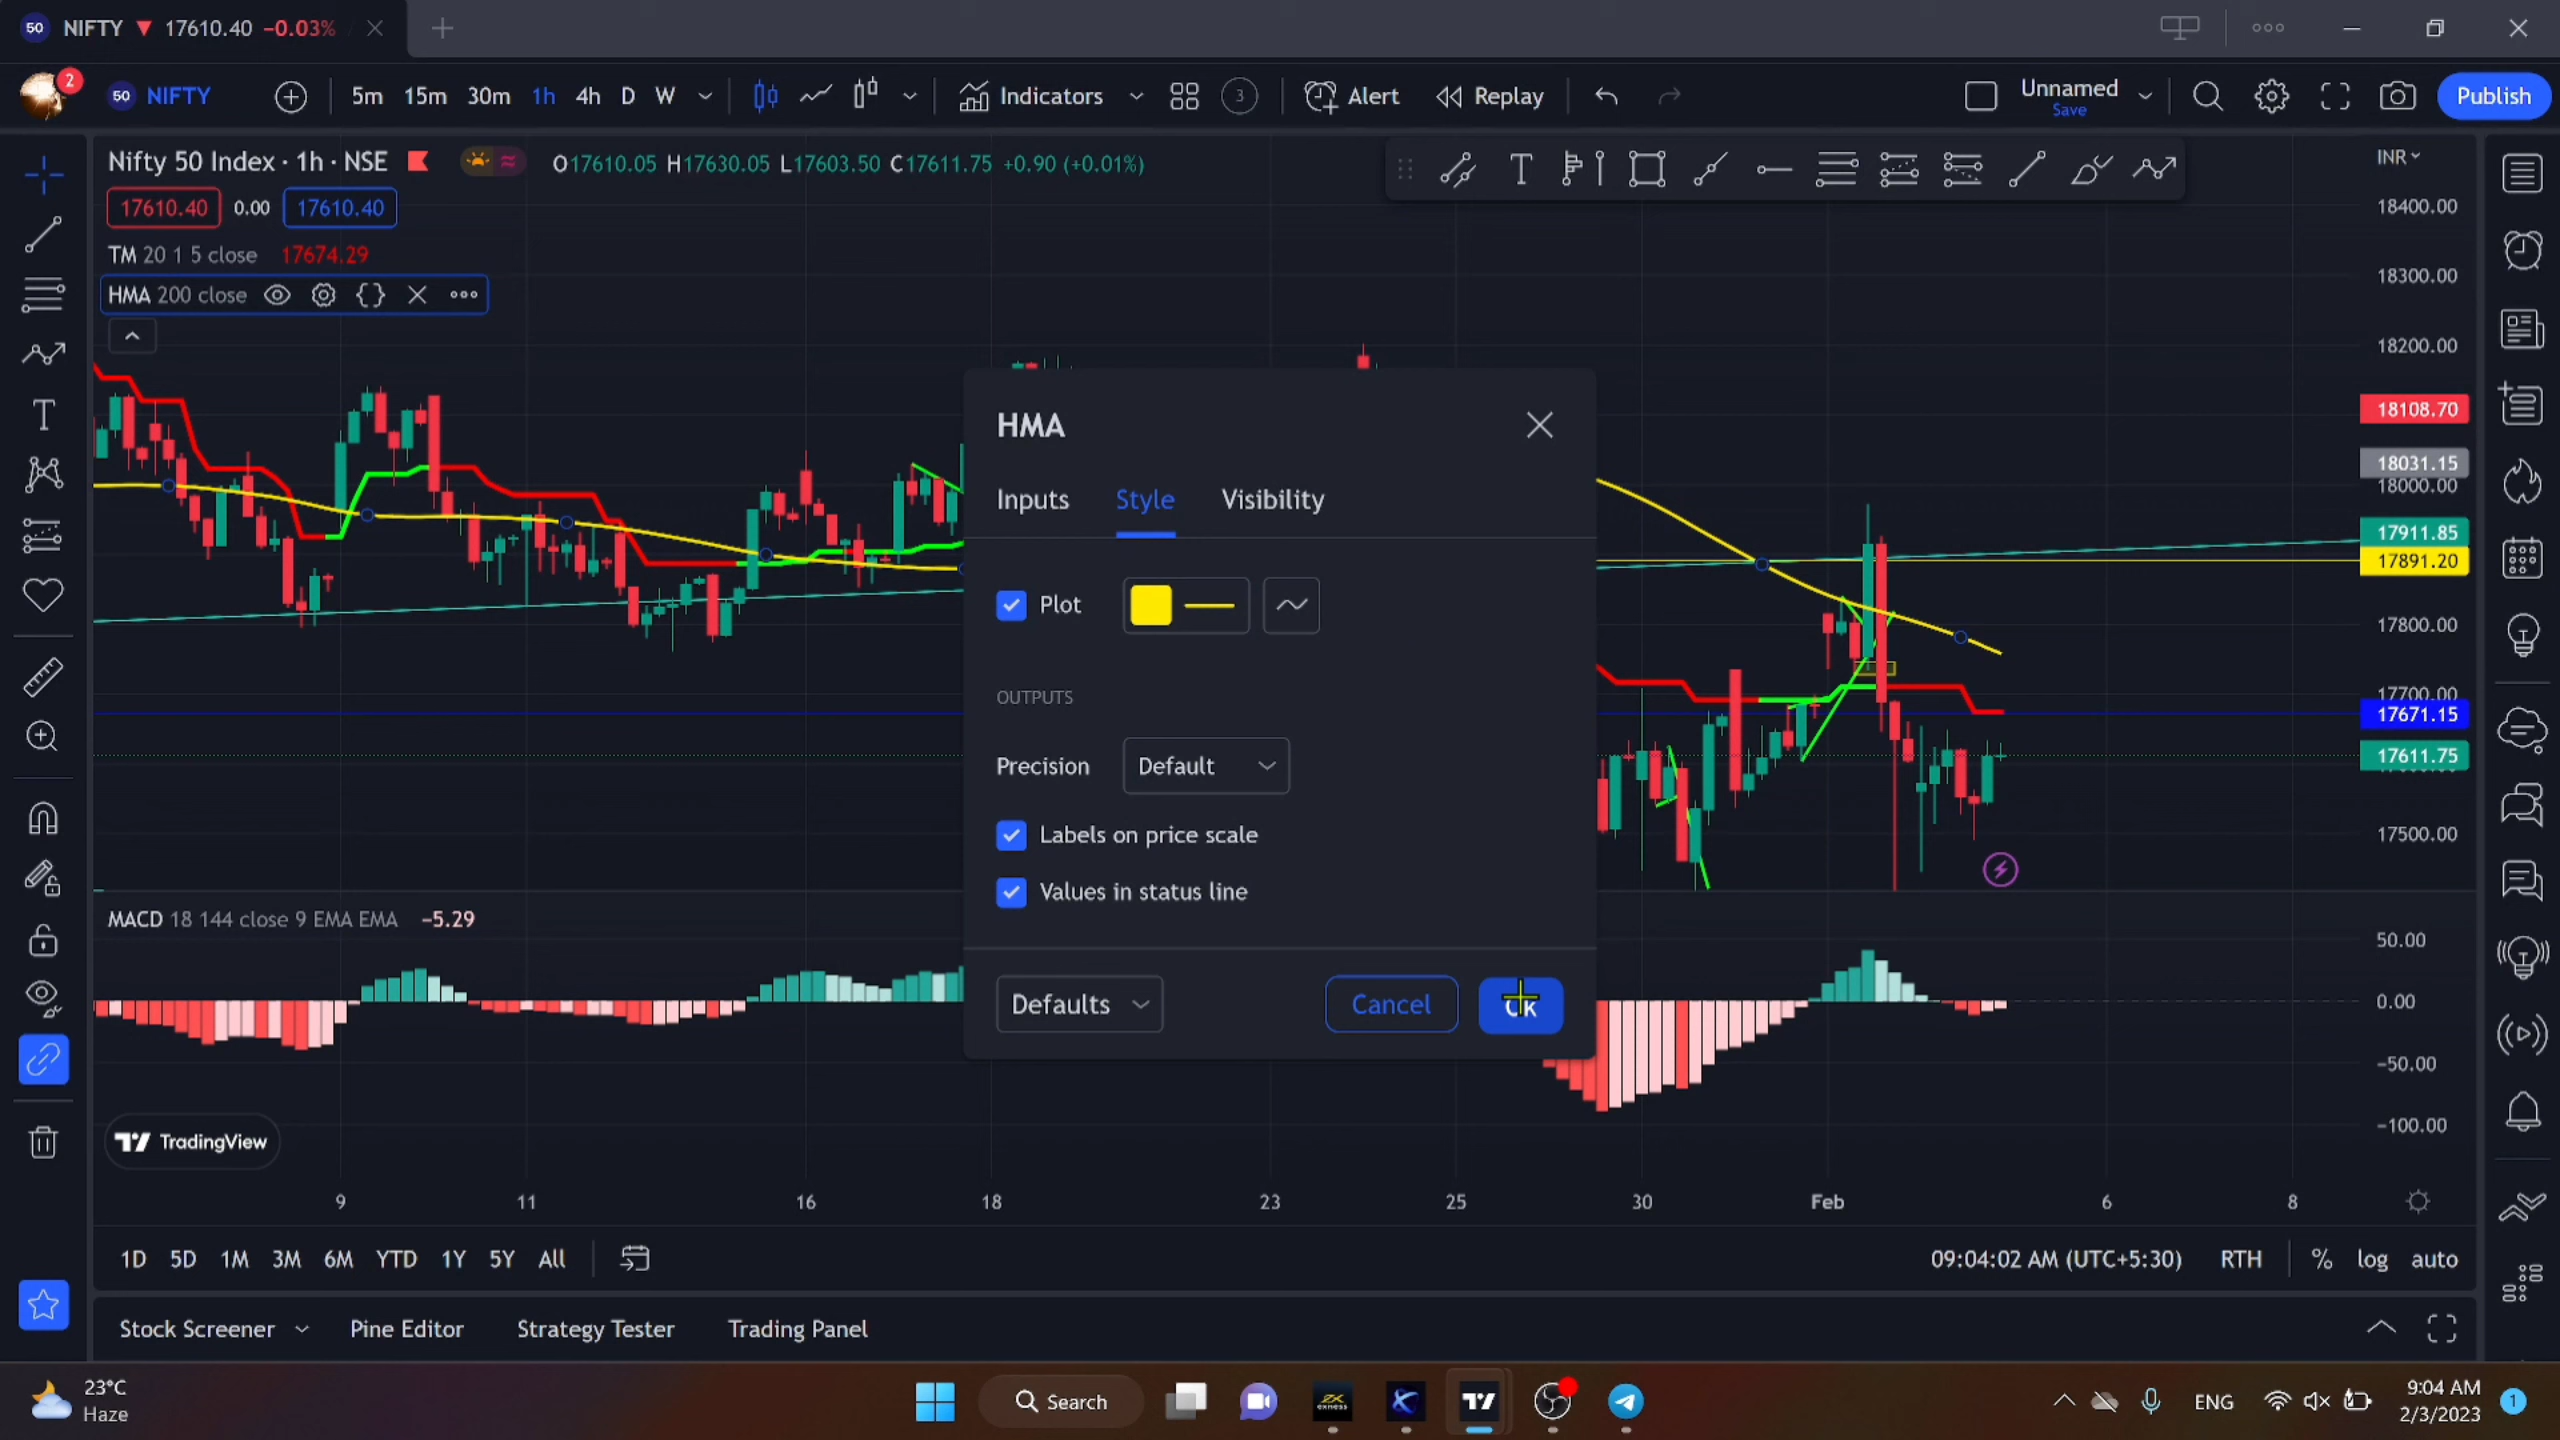 50 NIFTY ▼ 17610.40 −0.03%
2
50 NIFTY 5m 15m 30m 1h 4h D W Indicators 3 Alert Replay Unnamed Save Publish
Nifty 50 Index · 1h · NSE O17610.05 H17630.05 L17603.50 C17611.75 +0.90 (+0.01%)
INR
17610.40 0.00 17610.40
TM 20 1 5 close 17674.29
HMA 200 close
18400.00
18300.00
18200.00
18108.70
18031.15
18000.00
17911.85
17891.20
17800.00
17700.00
17671.15
17611.75
17500.00
HMA
Inputs Style Visibility
Plot
OUTPUTS
Precision Default
Labels on price scale
Values in status line
Defaults Cancel Ok
MACD 18 144 close 9 EMA EMA −5.29
50.00
0.00
−50.00
−100.00
TradingView
9 11 16 18 23 25 30 Feb 6 8
1D 5D 1M 3M 6M YTD 1Y 5Y All 09:04:02 AM (UTC+5:30) RTH % log auto
Stock Screener Pine Editor Strategy Tester Trading Panel
23°C
Haze
Search
exness
ENG
9:04 AM
2/3/2023
1